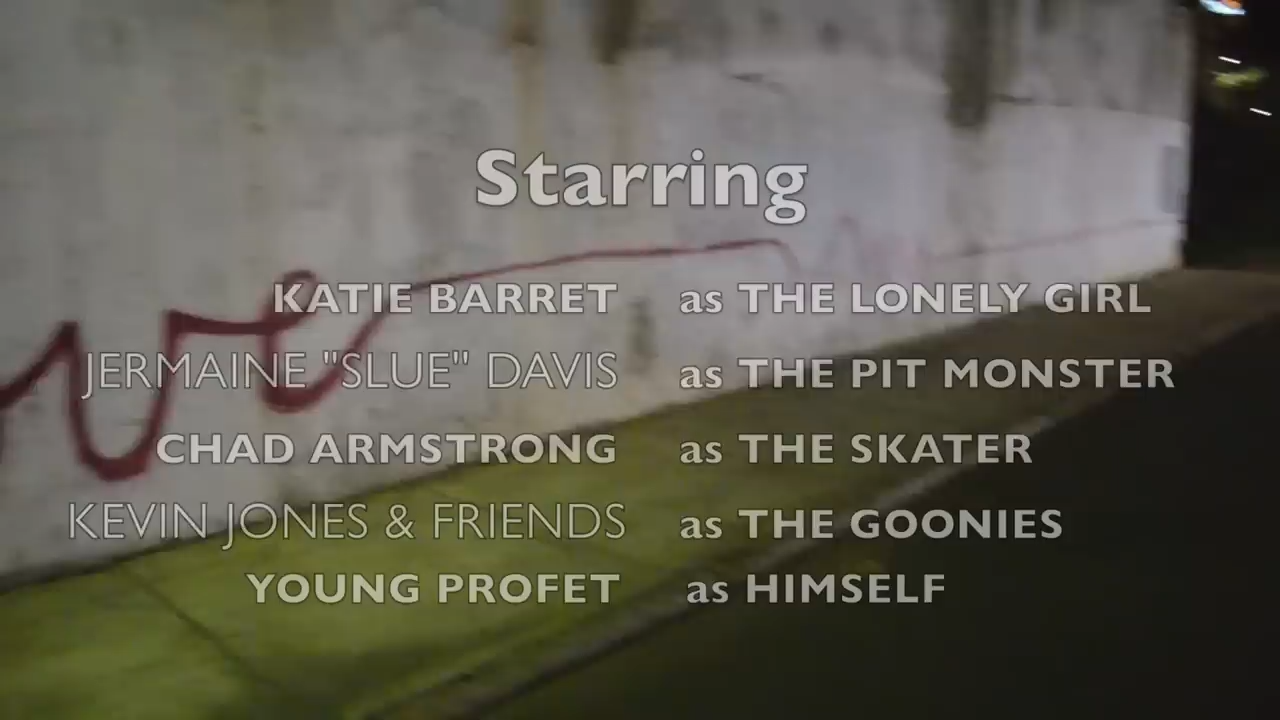 Starring
KATIE BARRET as THE LONELY GIRL
JERMAINE "SLUE" DAVIS as THE PIT MONSTER
CHAD ARMSTRONG as THE SKATER
KEVIN JONES & FRIENDS as THE GOONIES
YOUNG PROFET as HIMSELF